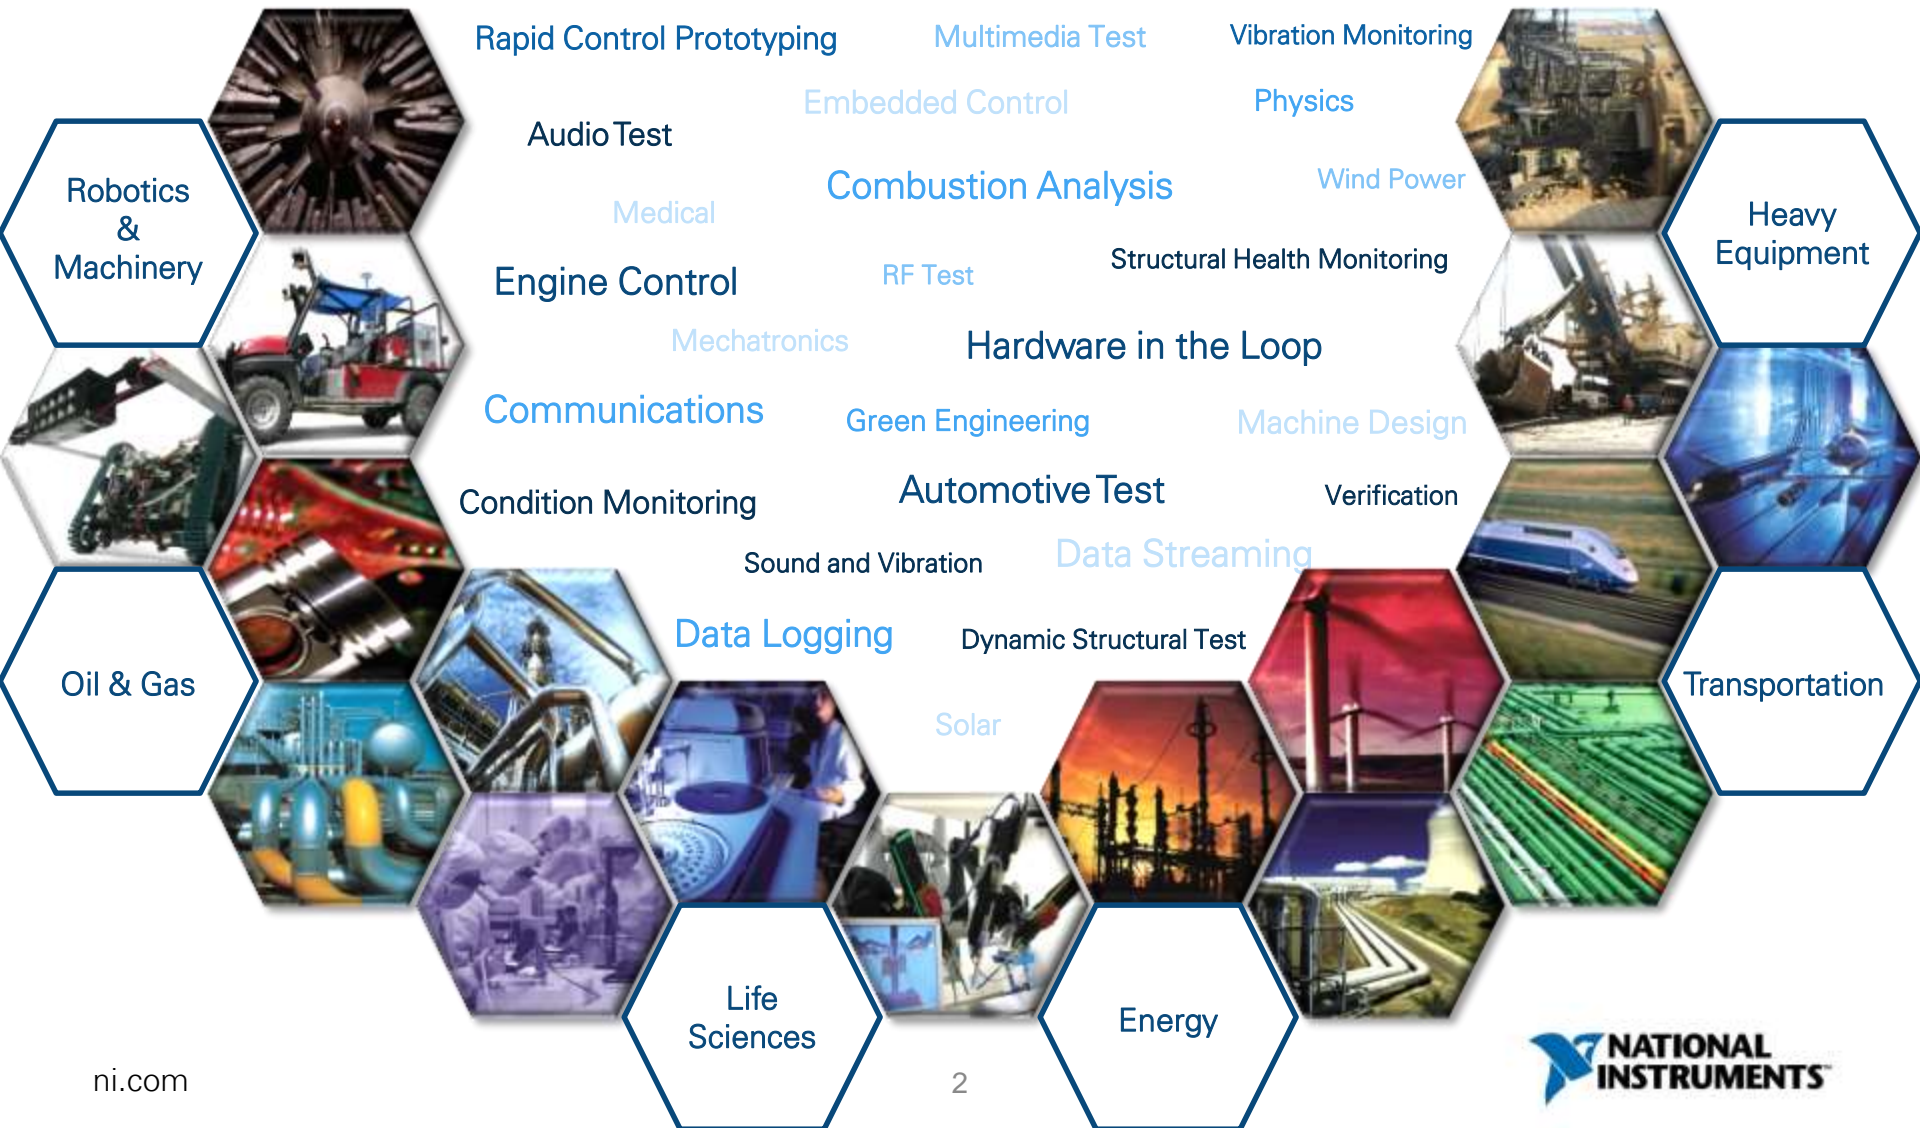 Rapid Control Prototyping
Multimedia Test
Vibration Monitoring
Embedded Control
Physics
Audio Test
Combustion Analysis
Wind Power
Robotics
&
Machinery
Medical
Heavy
Equipment
Structural Health Monitoring
Engine Control
RF Test
Mechatronics
Hardware in the Loop
Communications
Green Engineering
Machine Design
Condition Monitoring
Automotive Test
Verification
Sound and Vibration
Data Streaming
Data Logging
Dynamic Structural Test
Oil & Gas
Transportation
Solar
Life
Sciences
Energy
ni.com
2
NATIONAL
INSTRUMENTS™